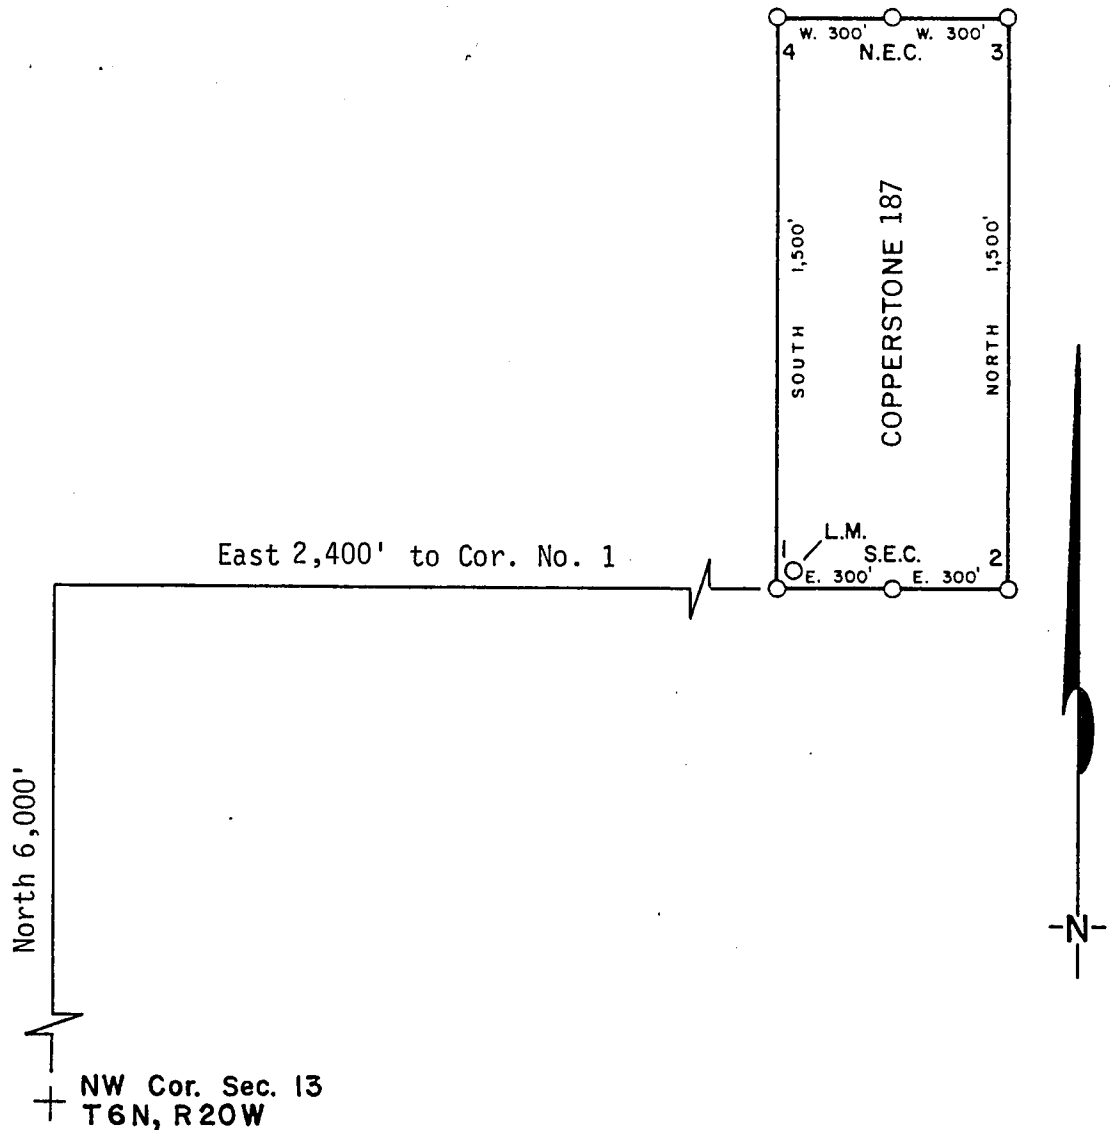 W. 300' W. 300'
4 N.E.C. 3
COPPERSTONE 187
SOUTH 1,500'
NORTH 1,500'
L.M.
1 S.E.C. 2
E. 300' E. 300'
East 2,400' to Cor. No. 1
North 6,000'
-N-
NW Cor. Sec. 13
T6N, R20W